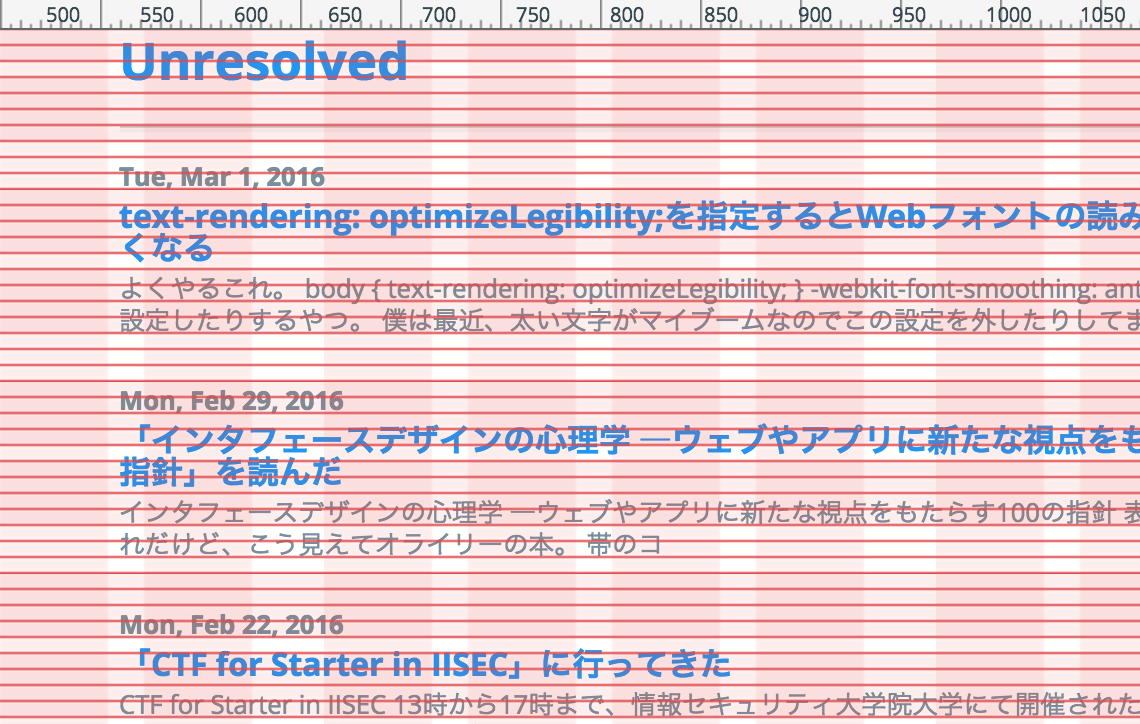 500 550 600 650 700 750 800 850 900 950 1000 1050
Unresolved
Tue, Mar 1, 2016
text-rendering: optimizeLegibility;を指定するとWebフォントの読み
くなる
よくやるこれ。 body { text-rendering: optimizeLegibility; } -webkit-font-smoothing: ant
設定したりするやつ。 僕は最近、太い文字がマイブームなのでこの設定を外したりしてま
Mon, Feb 29, 2016
「インタフェースデザインの心理学 ―ウェブやアプリに新たな視点をも
指針」を読んだ
インタフェースデザインの心理学 ―ウェブやアプリに新たな視点をもたらす100の指針 表
れだけど、こう見えてオライリーの本。 帯のコ
Mon, Feb 22, 2016
「CTF for Starter in IISEC」に行ってきた
CTF for Starter in IISEC 13時から17時まで、情報セキュリティ大学院大学にて開催された